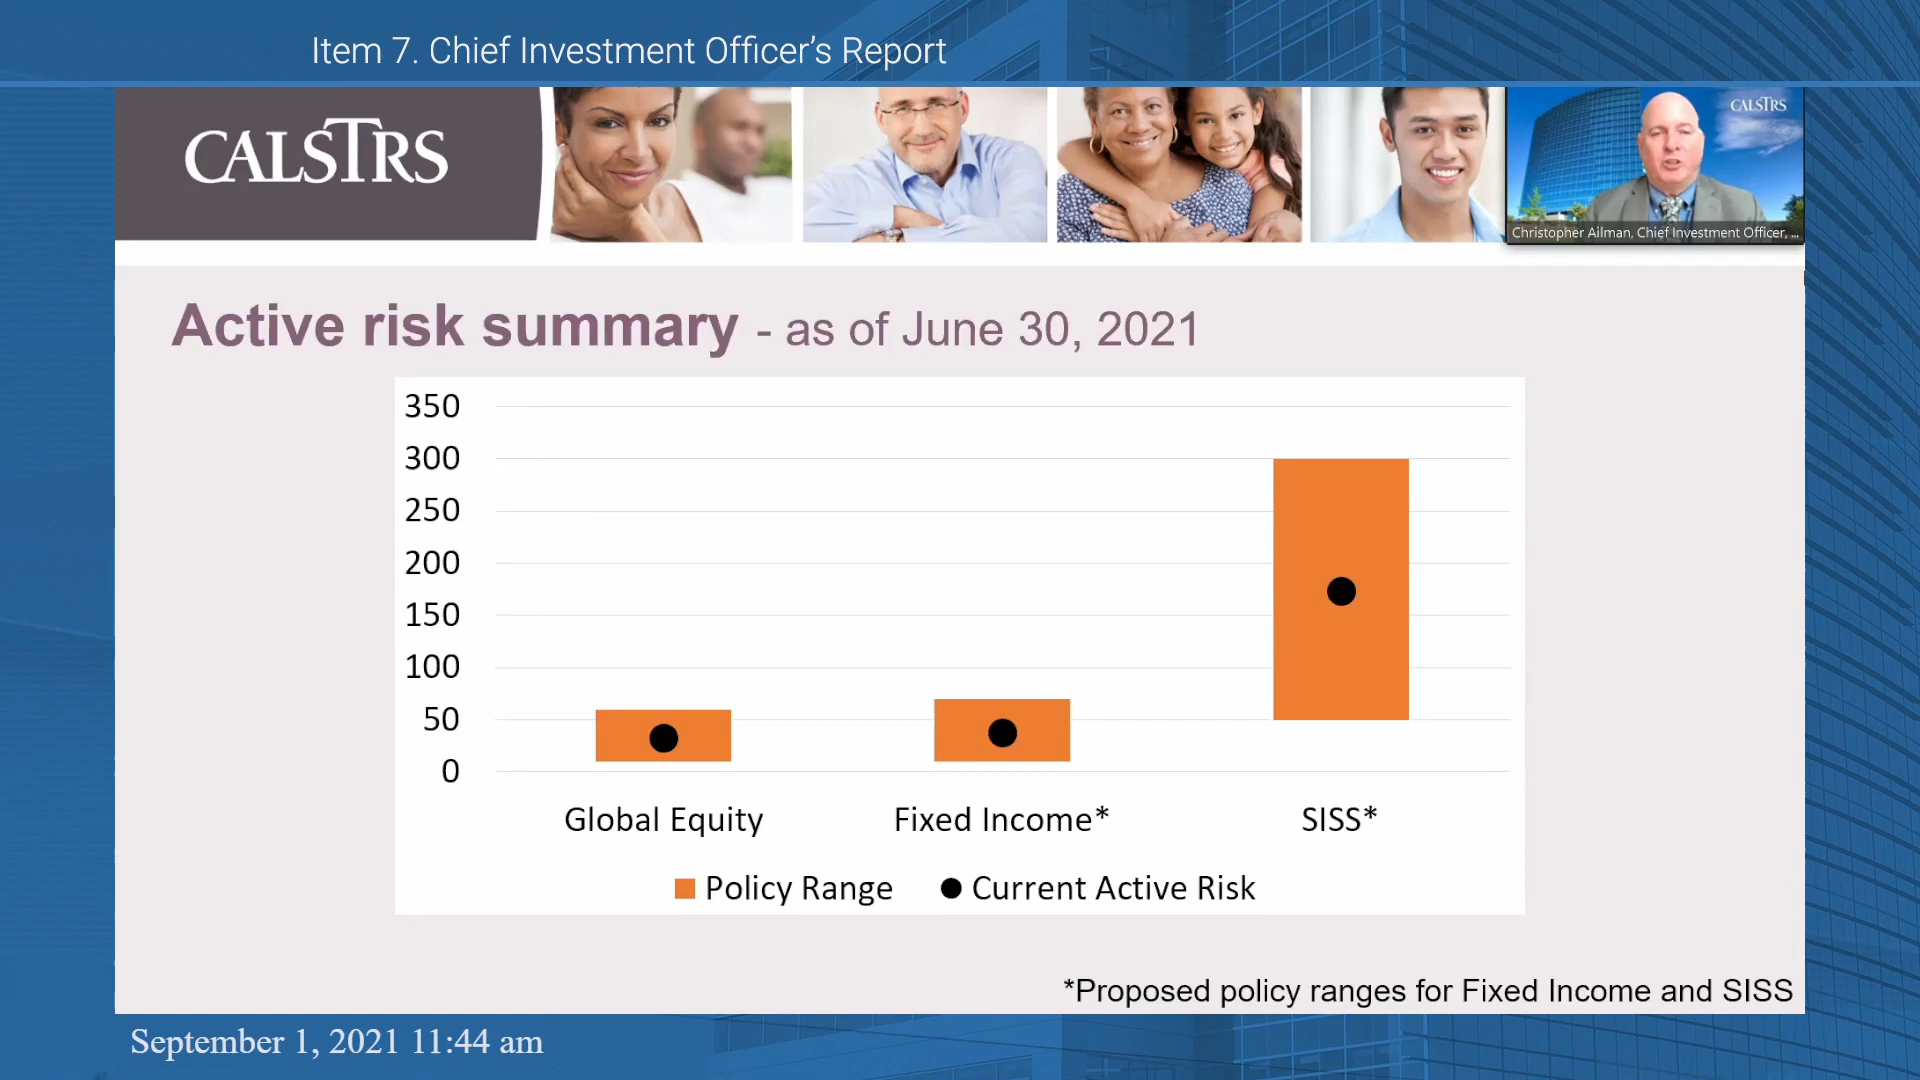 Item 7. Chief Investment Officer's Report
CALSTRS
CALSTRS
Christopher Ailman, Chief Investment Officer, ...
Active risk summary - as of June 30, 2021
350
300
250
200
150
100
50
0
Global Equity Fixed Income* SISS*
Policy Range Current Active Risk
*Proposed policy ranges for Fixed Income and SISS
September 1, 2021 11:44 am